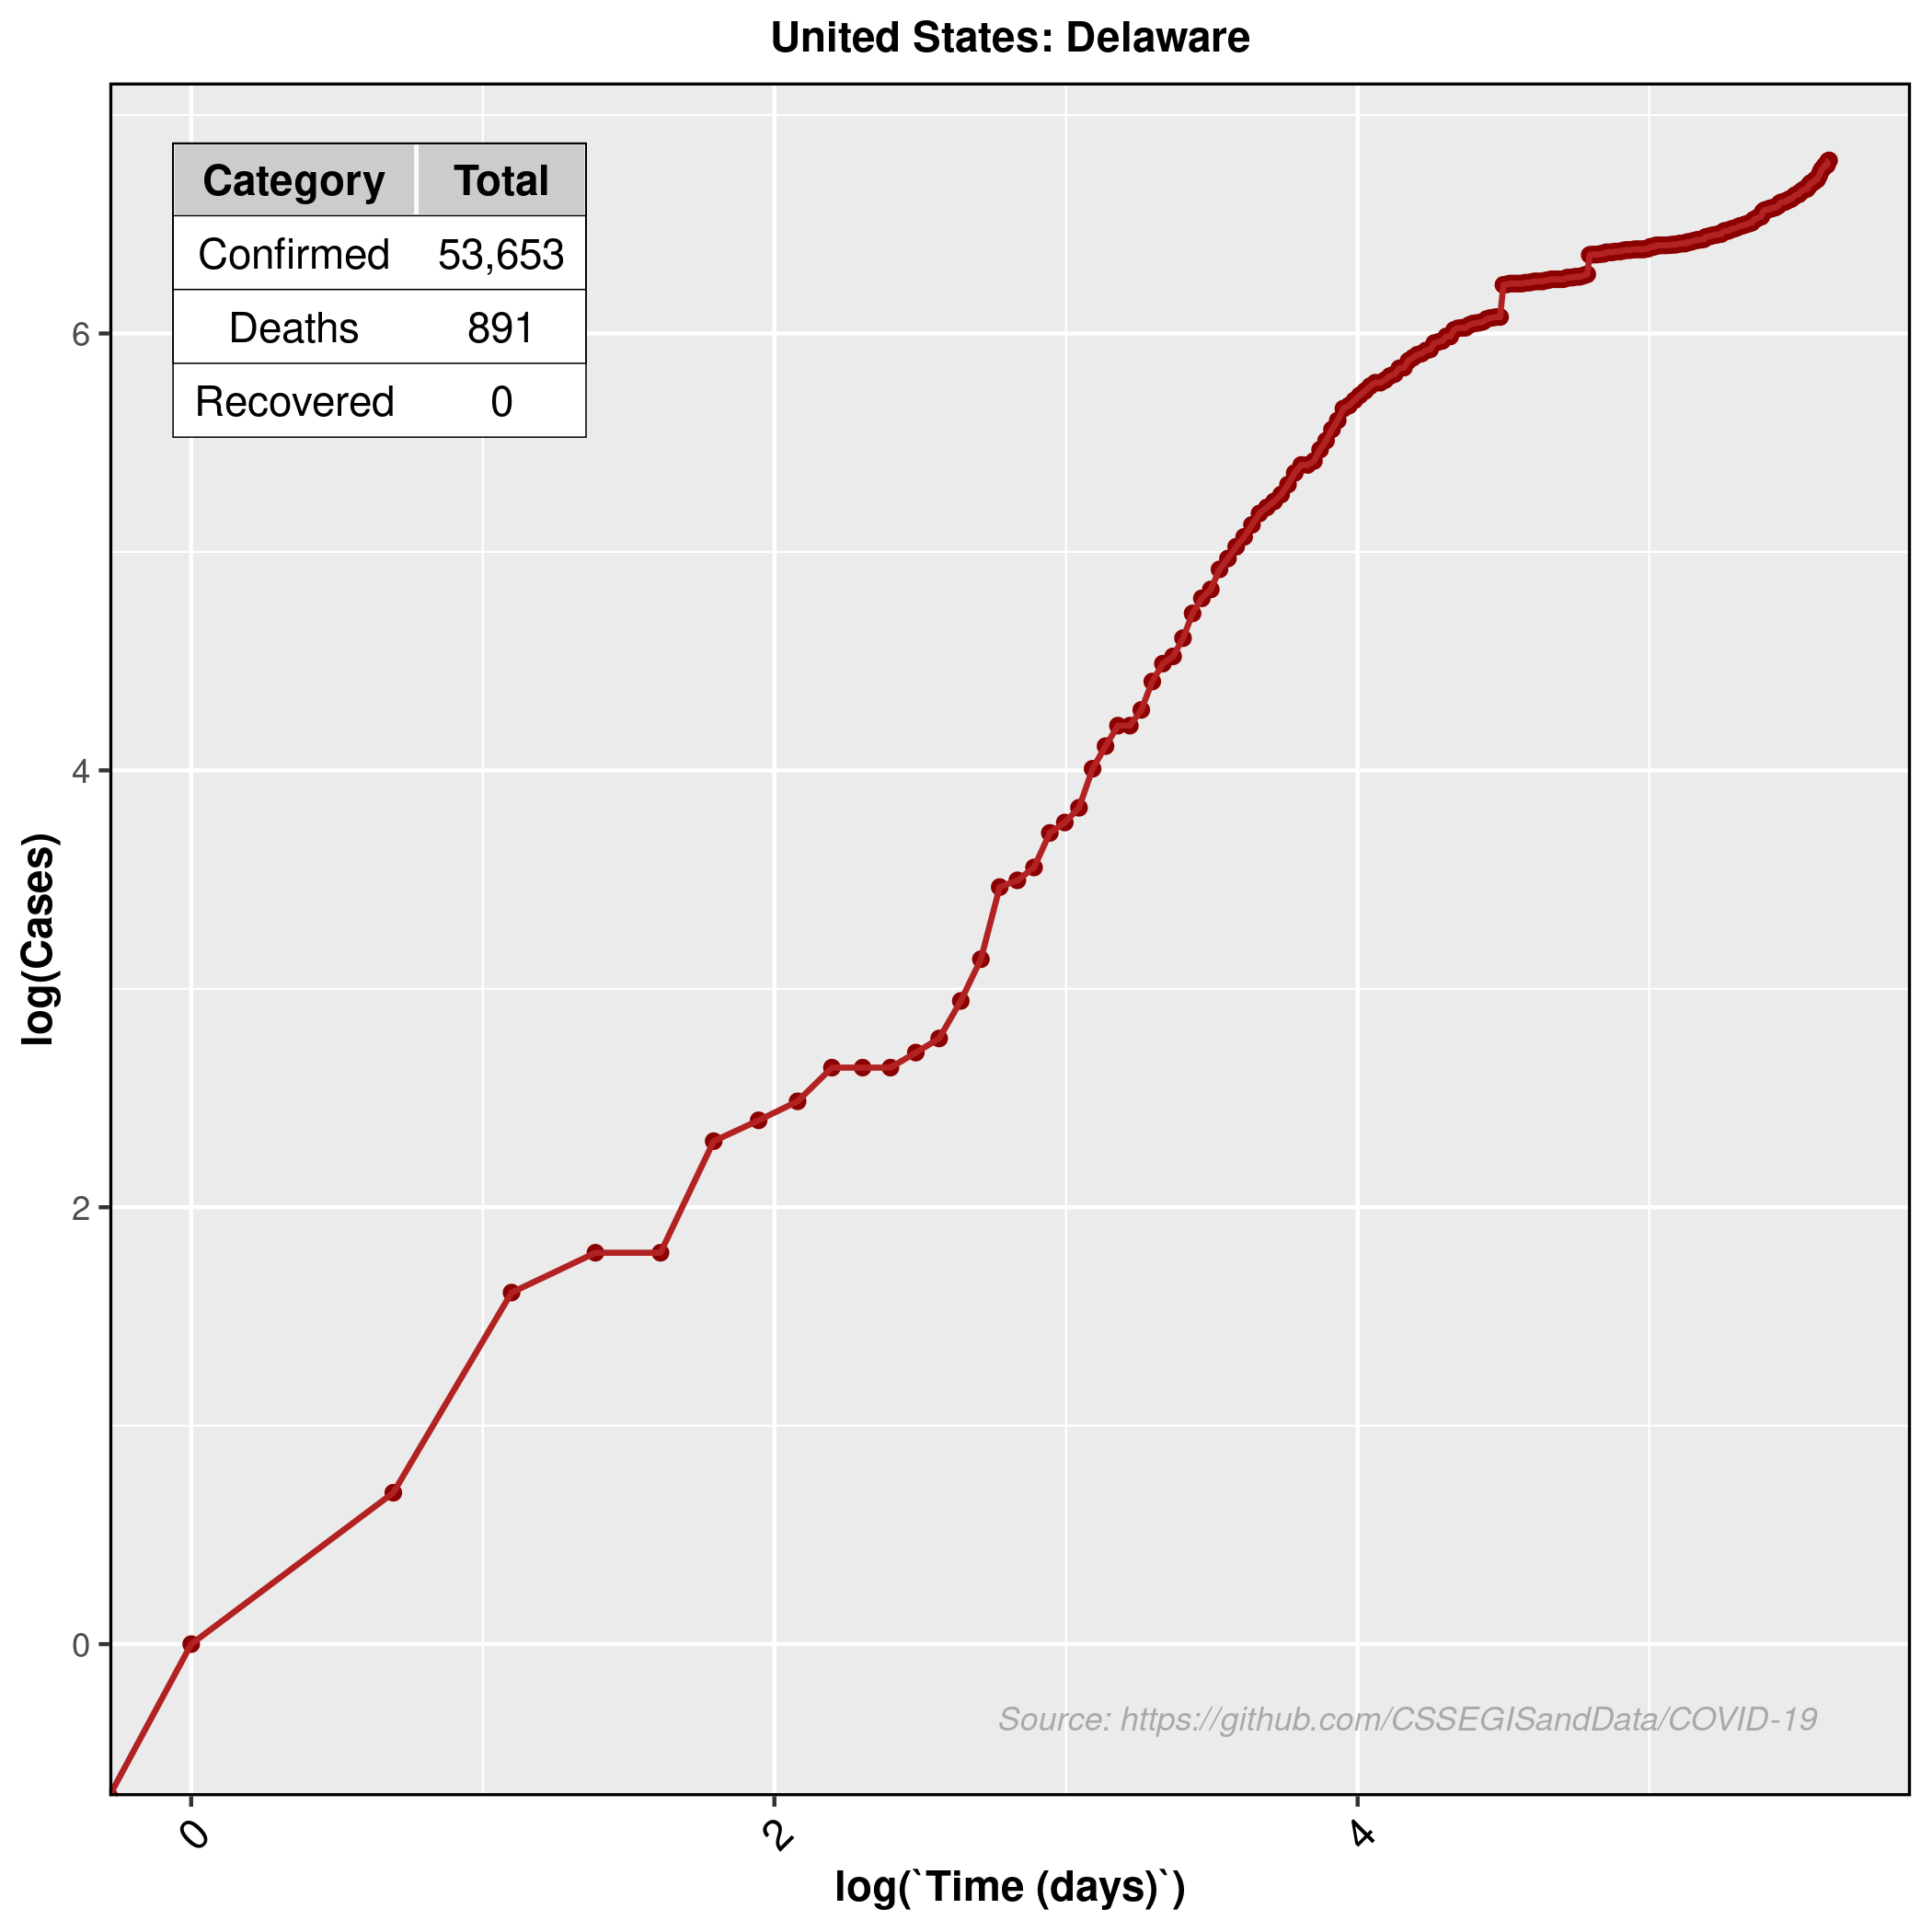 United States: Delaware
Category Total
Confirmed 53,653
Deaths 891
Recovered 0
6
4
2
0
log(Cases)
Source: https://github.com/CSSEGISandData/COVID-19
0 2 4
log(`Time (days)`)